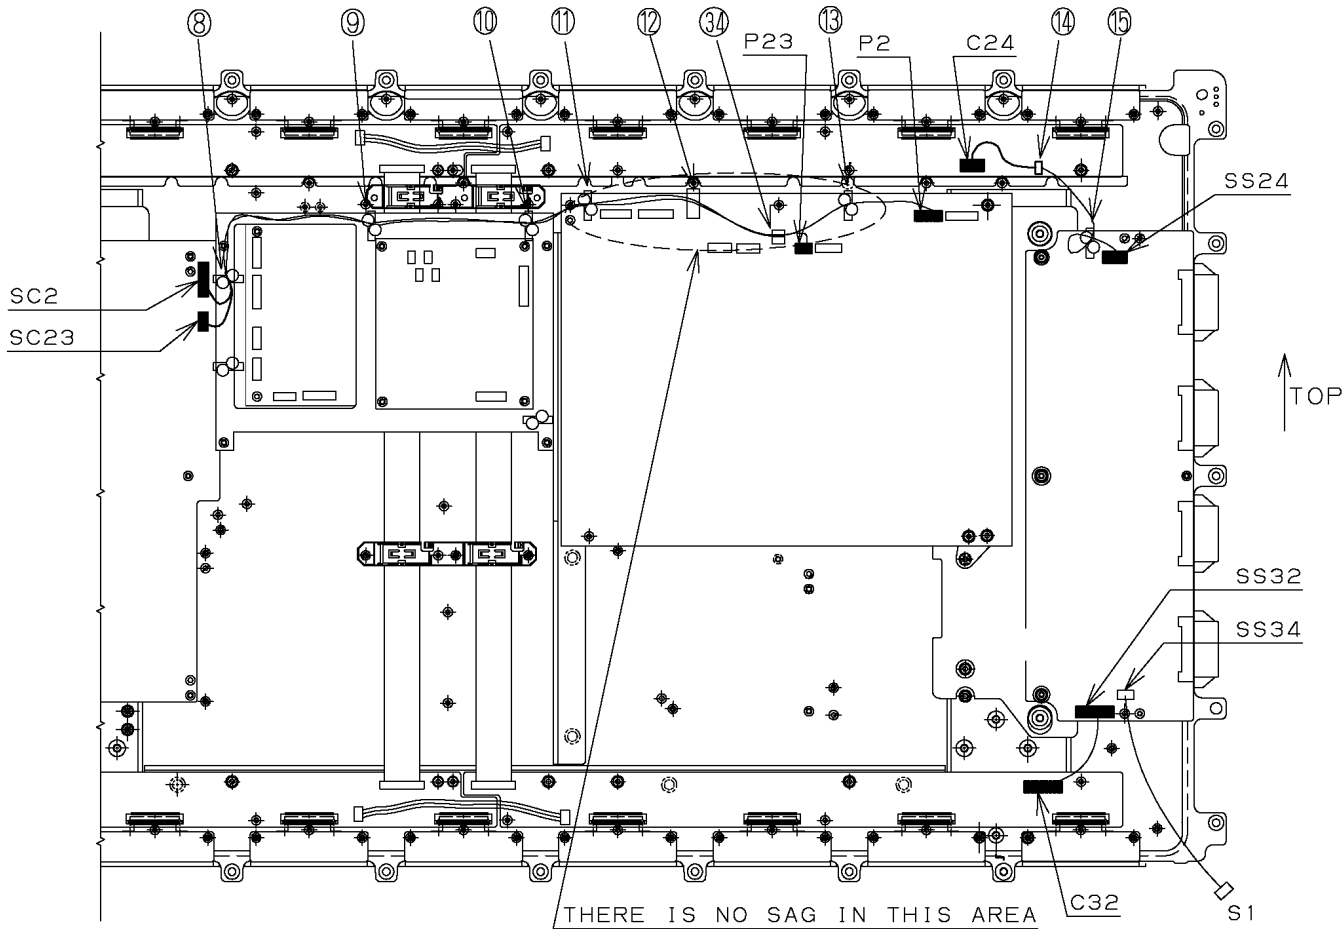 ⑧ ⑨ ⑩ ⑪ ⑫ ㉞ ⑬ ⑭ ⑮
P23 P2 C24
SS24
SC2
SC23
TOP
SS32
SS34
THERE IS NO SAG IN THIS AREA
C32
S1